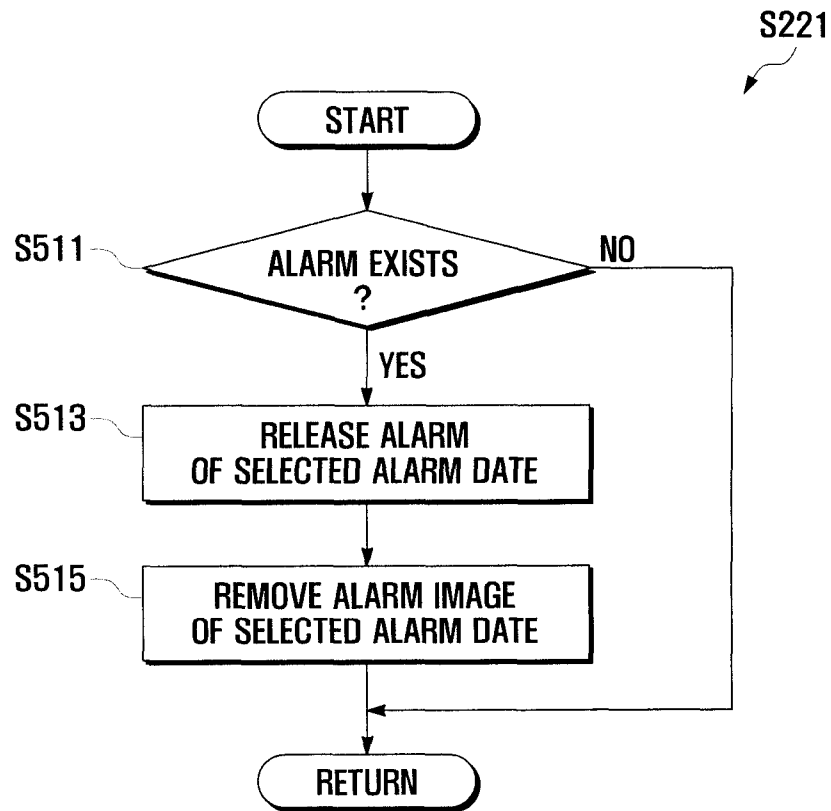 S221
START
S511
ALARM EXISTS
?
NO
YES
S513
RELEASE ALARM
OF SELECTED ALARM DATE
S515
REMOVE ALARM IMAGE
OF SELECTED ALARM DATE
RETURN